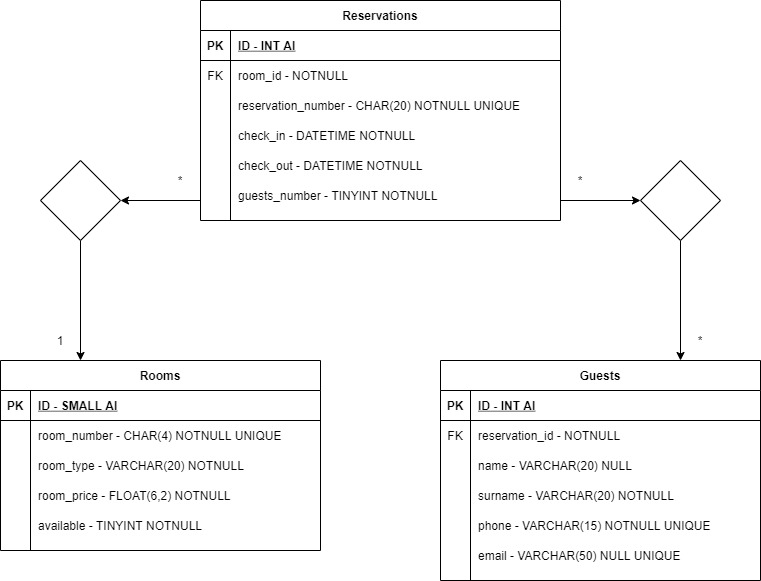 Reservations
PK ID - INT AI
FK room_id - NOTNULL
reservation_number - CHAR(20) NOTNULL UNIQUE
check_in - DATETIME NOTNULL
check_out - DATETIME NOTNULL
guests_number - TINYINT NOTNULL
*
*
1
*
Rooms
PK ID - SMALL AI
room_number - CHAR(4) NOTNULL UNIQUE
room_type - VARCHAR(20) NOTNULL
room_price - FLOAT(6,2) NOTNULL
available - TINYINT NOTNULL
Guests
PK ID - INT AI
FK reservation_id - NOTNULL
name - VARCHAR(20) NULL
surname - VARCHAR(20) NOTNULL
phone - VARCHAR(15) NOTNULL UNIQUE
email - VARCHAR(50) NULL UNIQUE